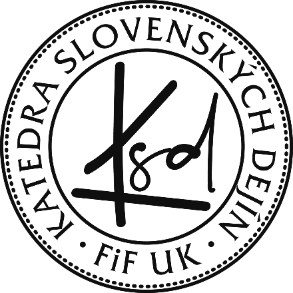 KATEDRA SLOVENSKÝCH DEJÍN
• FiF UK •
Ksd